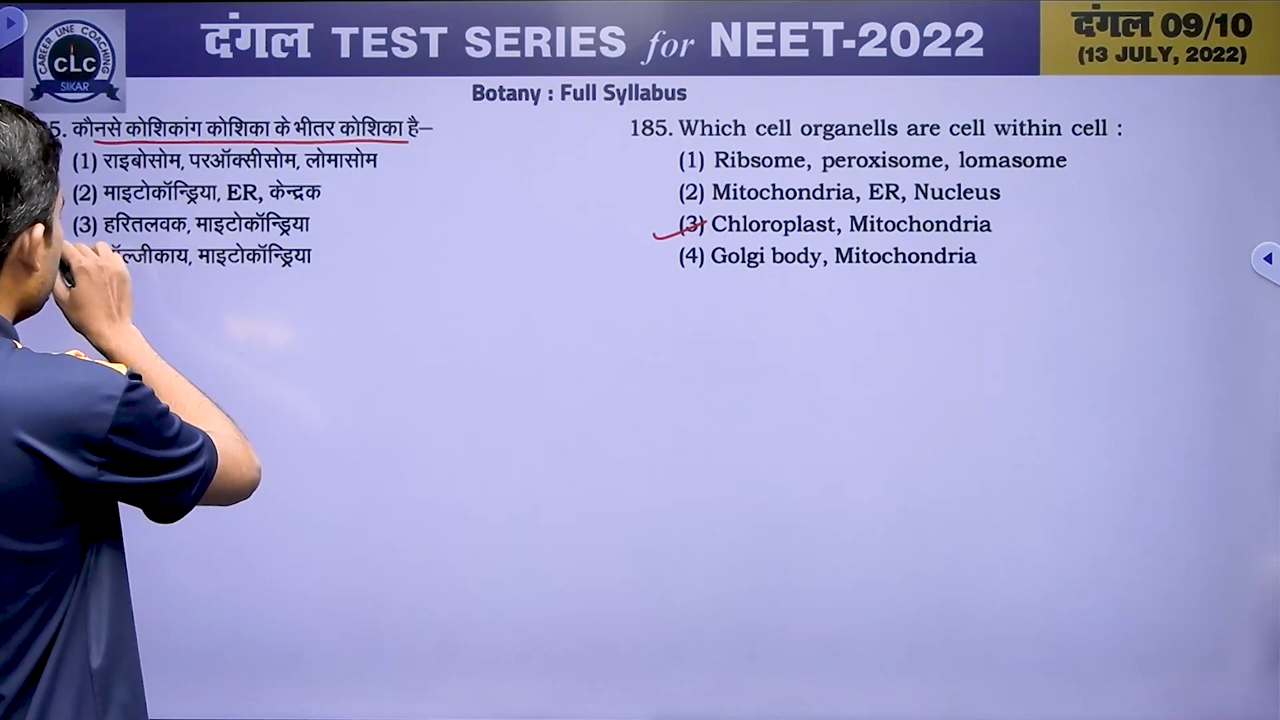 CAREER LINE COACHING
CLC
SIKAR
दंगल TEST SERIES for NEET-2022
दंगल 09/10
(13 JULY, 2022)
Botany : Full Syllabus
5. कौनसे कोशिकांग कोशिका के भीतर कोशिका है–
(1) राइबोसोम, परऑक्सीसोम, लोमासोम
(2) माइटोकॉन्ड्रिया, ER, केन्द्रक
(3) हरितलवक, माइटोकॉन्ड्रिया
माइटोकॉन्ड्रिया
185. Which cell organells are cell within cell :
(1) Ribsome, peroxisome, lomasome
(2) Mitochondria, ER, Nucleus
(3) Chloroplast, Mitochondria
(4) Golgi body, Mitochondria